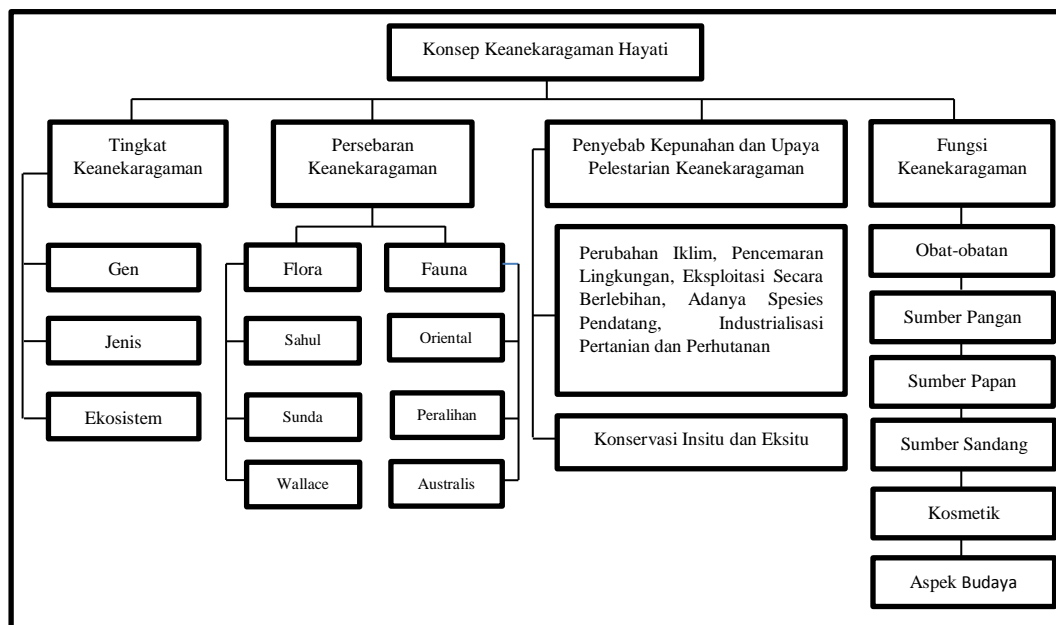 Konsep Keanekaragaman Hayati
Tingkat
Keanekaragaman
Persebaran
Keanekaragaman
Penyebab Kepunahan dan Upaya
Pelestarian Keanekaragaman
Fungsi
Keanekaragaman
Gen
Jenis
Ekosistem
Flora
Sahul
Sunda
Wallace
Fauna
Oriental
Peralihan
Australis
Perubahan Iklim, Pencemaran
Lingkungan, Eksploitasi Secara
Berlebihan, Adanya Spesies
Pendatang, Industrialisasi
Pertanian dan Perhutanan
Konservasi Insitu dan Eksitu
Obat-obatan
Sumber Pangan
Sumber Papan
Sumber Sandang
Kosmetik
Aspek Budaya